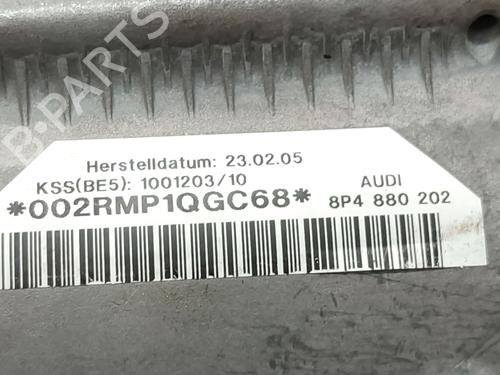 B-PARTS
Herstelldatum: 23.02.05
KSS(BE5): 1001203/10
AUDI
*002RMP1QGC68*
8P4 880 202